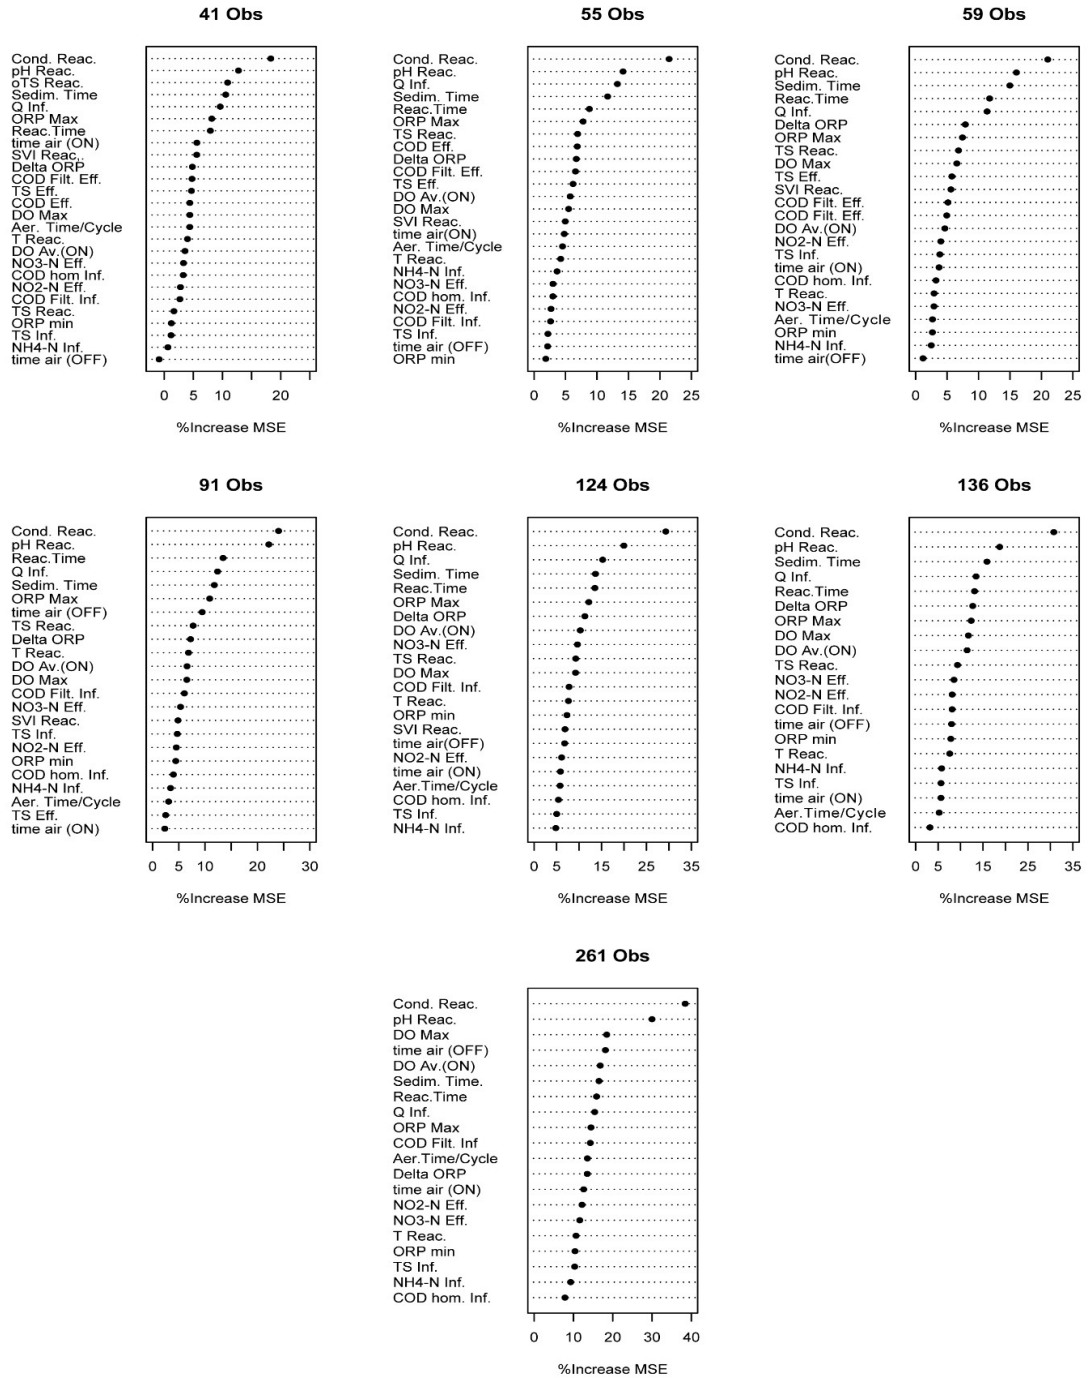 41 Obs
Cond. Reac.
pH Reac.
oTS Reac.
Sedim. Time
Q Inf.
ORP Max
Reac.Time
time air (ON)
SVI Reac,.
Delta ORP
COD Filt. Eff.
TS Eff.
COD Eff.
DO Max
Aer. Time/Cycle
T Reac.
DO Av.(ON)
NO3-N Eff.
COD hom Inf.
NO2-N Eff.
COD Filt. Inf.
TS Reac.
ORP min
TS Inf.
NH4-N Inf.
time air (OFF)
0 5 10 20
%Increase MSE
55 Obs
Cond. Reac.
pH Reac.
Q Inf.
Sedim. Time
Reac.Time
ORP Max
TS Reac.
COD Eff.
Delta ORP
COD Filt. Eff
TS Eff.
DO Av.(ON)
DO Max
SVI Reac.
time air(ON)
Aer. Time/Cycle
T Reac.
NH4-N Inf.
NO3-N Eff.
COD hom. Inf.
NO2-N Eff.
COD Filt. Inf.
TS Inf.
time air (OFF)
ORP min
0 5 10 15 20 25
%Increase MSE
59 Obs
Cond. Reac.
pH Reac.
Sedim. Time
Reac.Time
Q Inf.
Delta ORP
ORP Max
TS Reac.
DO Max
TS Eff.
SVI Reac.
COD Filt. Eff.
COD Filt. Eff.
DO Av.(ON)
NO2-N Eff.
TS Inf.
time air (ON)
COD hom. Inf.
T Reac.
NO3-N Eff.
Aer. Time/Cycle
ORP min
NH4-N Inf.
time air(OFF)
0 5 10 15 20 25
%Increase MSE
91 Obs
Cond. Reac.
pH Reac.
Reac.Time
Q Inf.
Sedim. Time
ORP Max
time air (OFF)
TS Reac.
Delta ORP
T Reac.
DO Av.(ON)
DO Max
COD Filt. Inf.
NO3-N Eff.
SVI Reac.
TS Inf.
NO2-N Eff.
ORP min
COD hom. Inf.
NH4-N Inf.
Aer. Time/Cycle
TS Eff.
time air (ON)
0 5 10 20 30
%Increase MSE
124 Obs
Cond. Reac.
pH Reac.
Q Inf.
Sedim. Time
Reac.Time
ORP Max
Delta ORP
DO Av.(ON)
NO3-N Eff.
TS Reac.
DO Max
COD Filt. Inf.
T Reac.
ORP min
SVI Reac.
time air(OFF)
NO2-N Eff.
time air (ON)
Aer.Time/Cycle
COD hom. Inf.
TS Inf.
NH4-N Inf.
0 5 15 25 35
%Increase MSE
136 Obs
Cond. Reac.
pH Reac.
Sedim. Time
Q Inf.
Reac.Time
Delta ORP
ORP Max
DO Max
DO Av.(ON)
TS Reac.
NO3-N Eff.
NO2-N Eff.
COD Filt. Inf.
time air (OFF)
ORP min
T Reac.
NH4-N Inf.
TS Inf.
time air (ON)
Aer.Time/Cycle
COD hom. Inf.
0 5 15 25 35
%Increase MSE
261 Obs
Cond. Reac.
pH Reac.
DO Max
time air (OFF)
DO Av.(ON)
Sedim. Time.
Reac.Time
Q Inf.
ORP Max
COD Filt. Inf
Aer.Time/Cycle
Delta ORP
time air (ON)
NO2-N Eff.
NO3-N Eff.
T Reac.
ORP min
TS Inf.
NH4-N Inf.
COD hom. Inf.
0 10 20 30 40
%Increase MSE